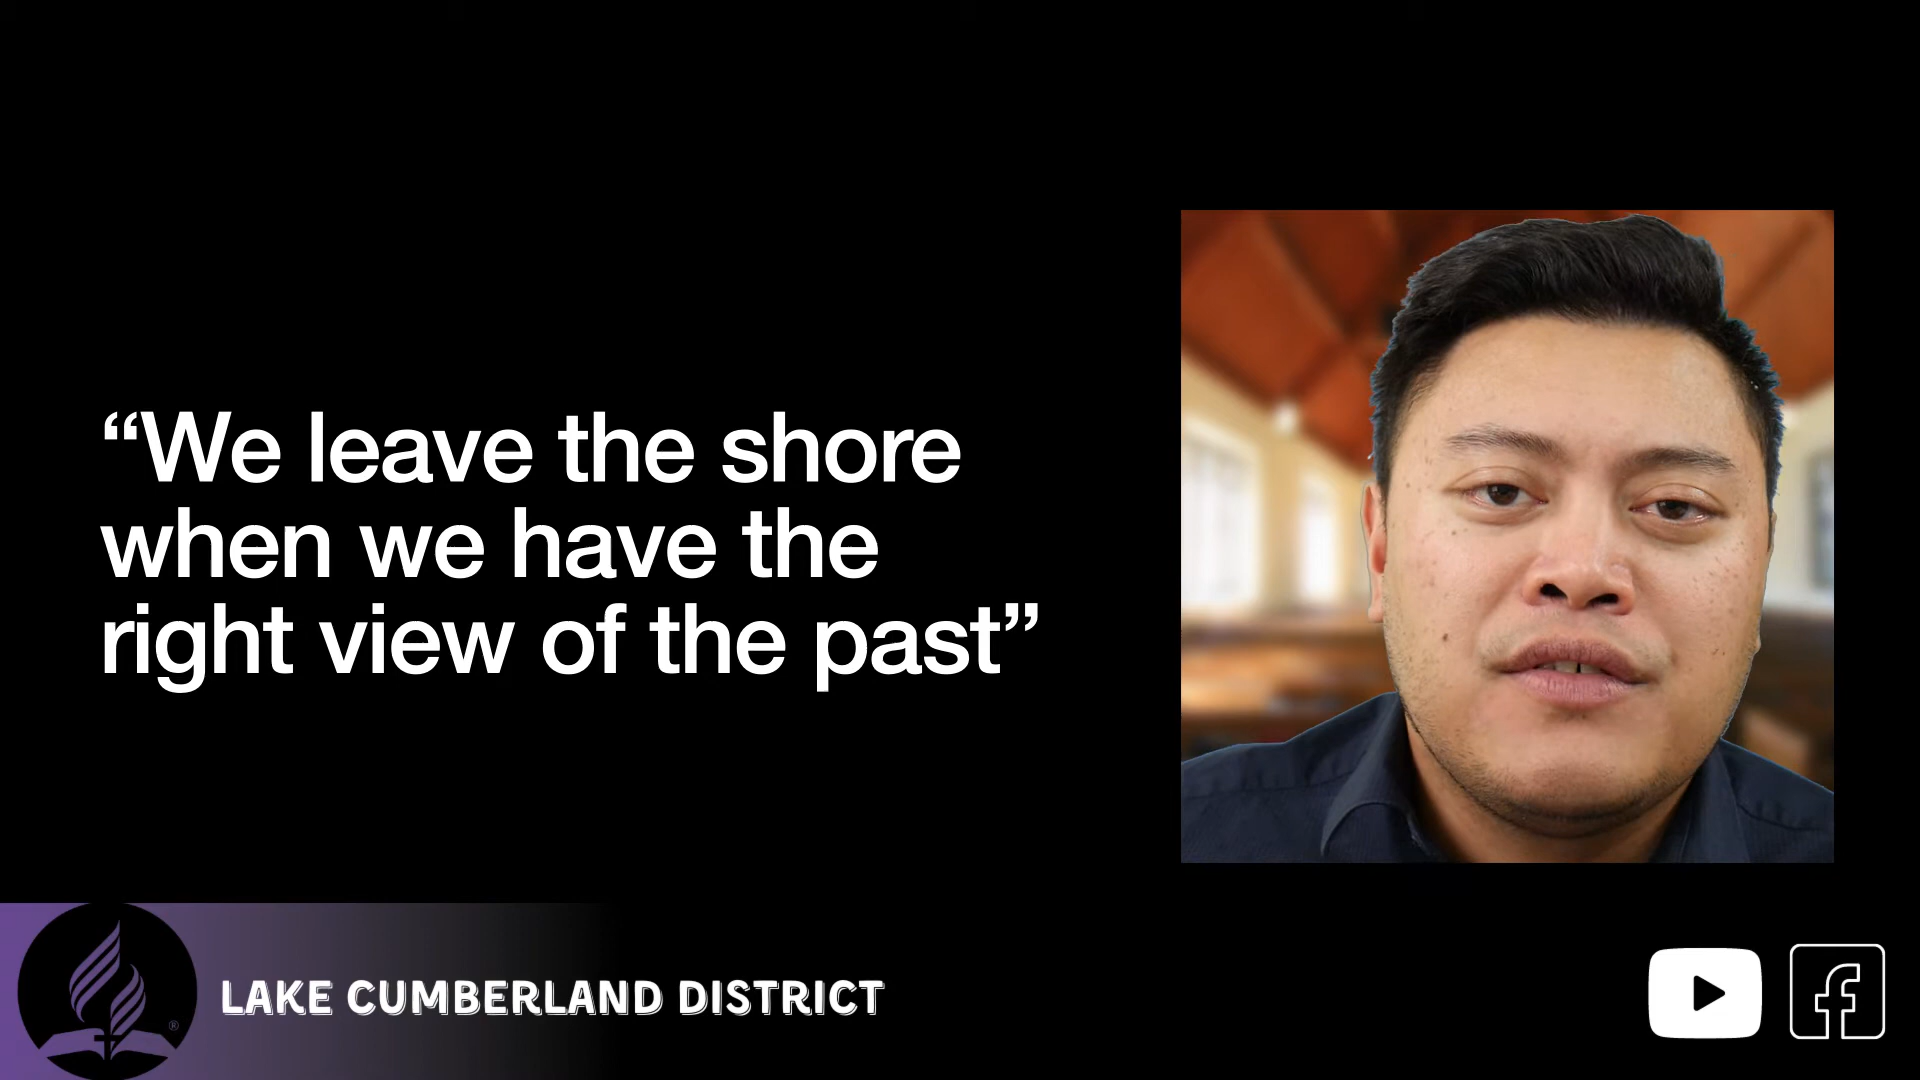 “We leave the shore
when we have the
right view of the past”
LAKE CUMBERLAND DISTRICT
®